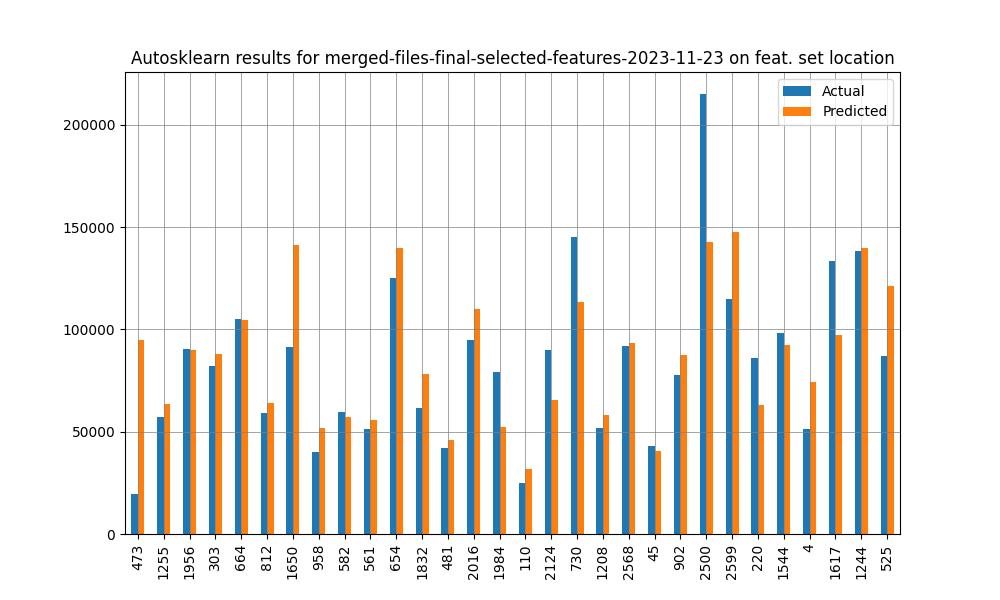 Autosklearn results for merged-files-final-selected-features-2023-11-23 on feat. set location
Actual
Predicted
200000
150000
100000
50000
0
473 1255 1956 303 664 812 1650 958 582 561 654 1832 481 2016 1984 110 2124 730 1208 2568 45 902 2500 2599 220 1544 4 1617 1244 525